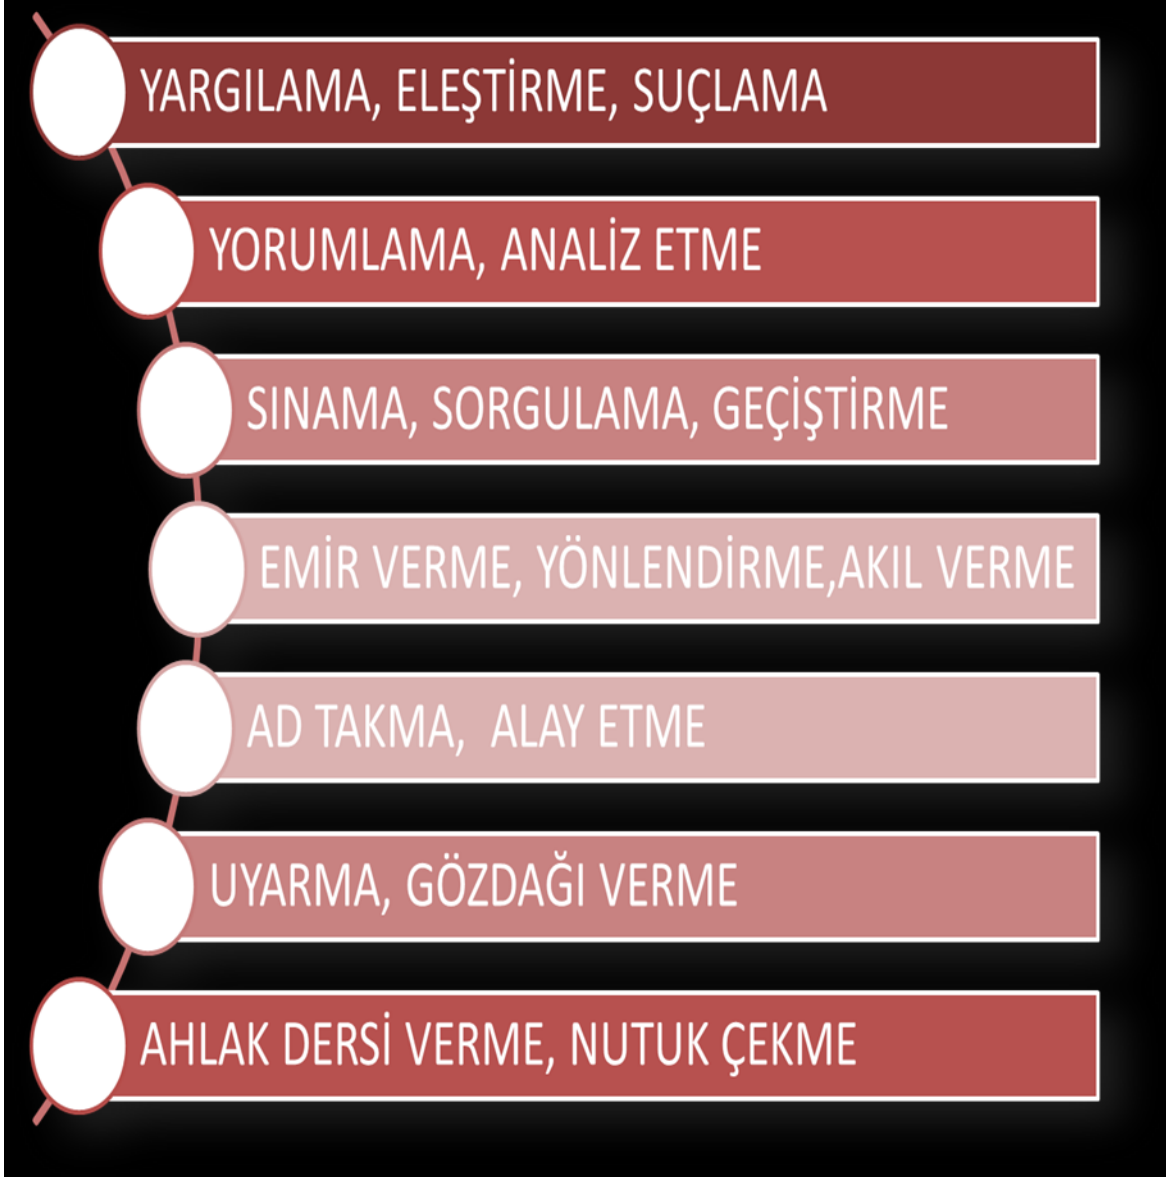 YARGILAMA, ELEŞTİRME, SUÇLAMA
YORUMLAMA, ANALİZ ETME
SINAMA, SORGULAMA, GEÇİŞTİRME
EMİR VERME, YÖNLENDİRME,AKIL VERME
AD TAKMA, ALAY ETME
UYARMA, GÖZDAĞI VERME
AHLAK DERSİ VERME, NUTUK ÇEKME